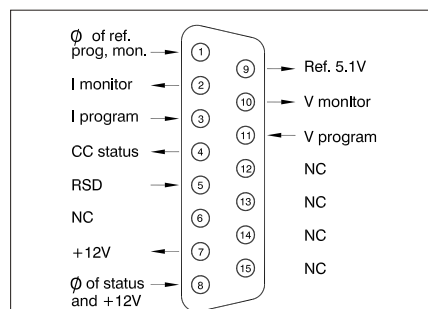 Ø of ref.
prog, mon.
1
I monitor
2
I program
3
CC status
4
RSD
5
NC
6
+12V
7
Ø of status
and +12V
8
9
Ref. 5.1V
10
V monitor
11
V program
12
NC
13
NC
14
NC
15
NC